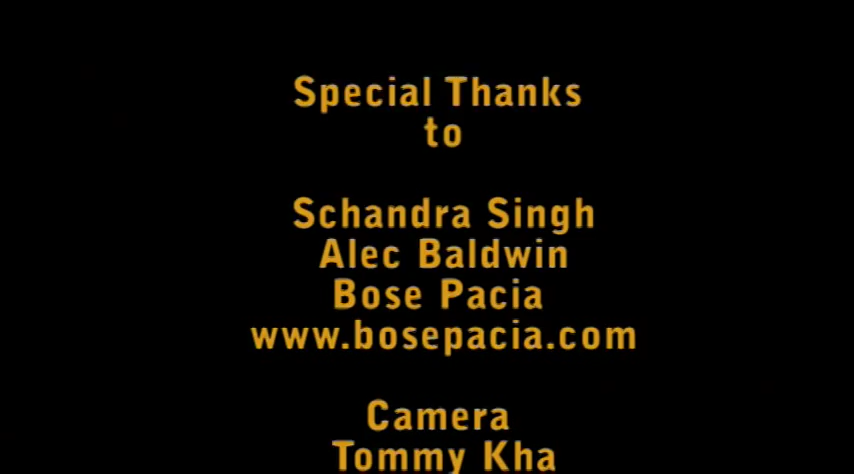 Special Thanks
to
Schandra Singh
Alec Baldwin
Bose Pacia
www.bosepacia.com
Camera
Tommy Kha